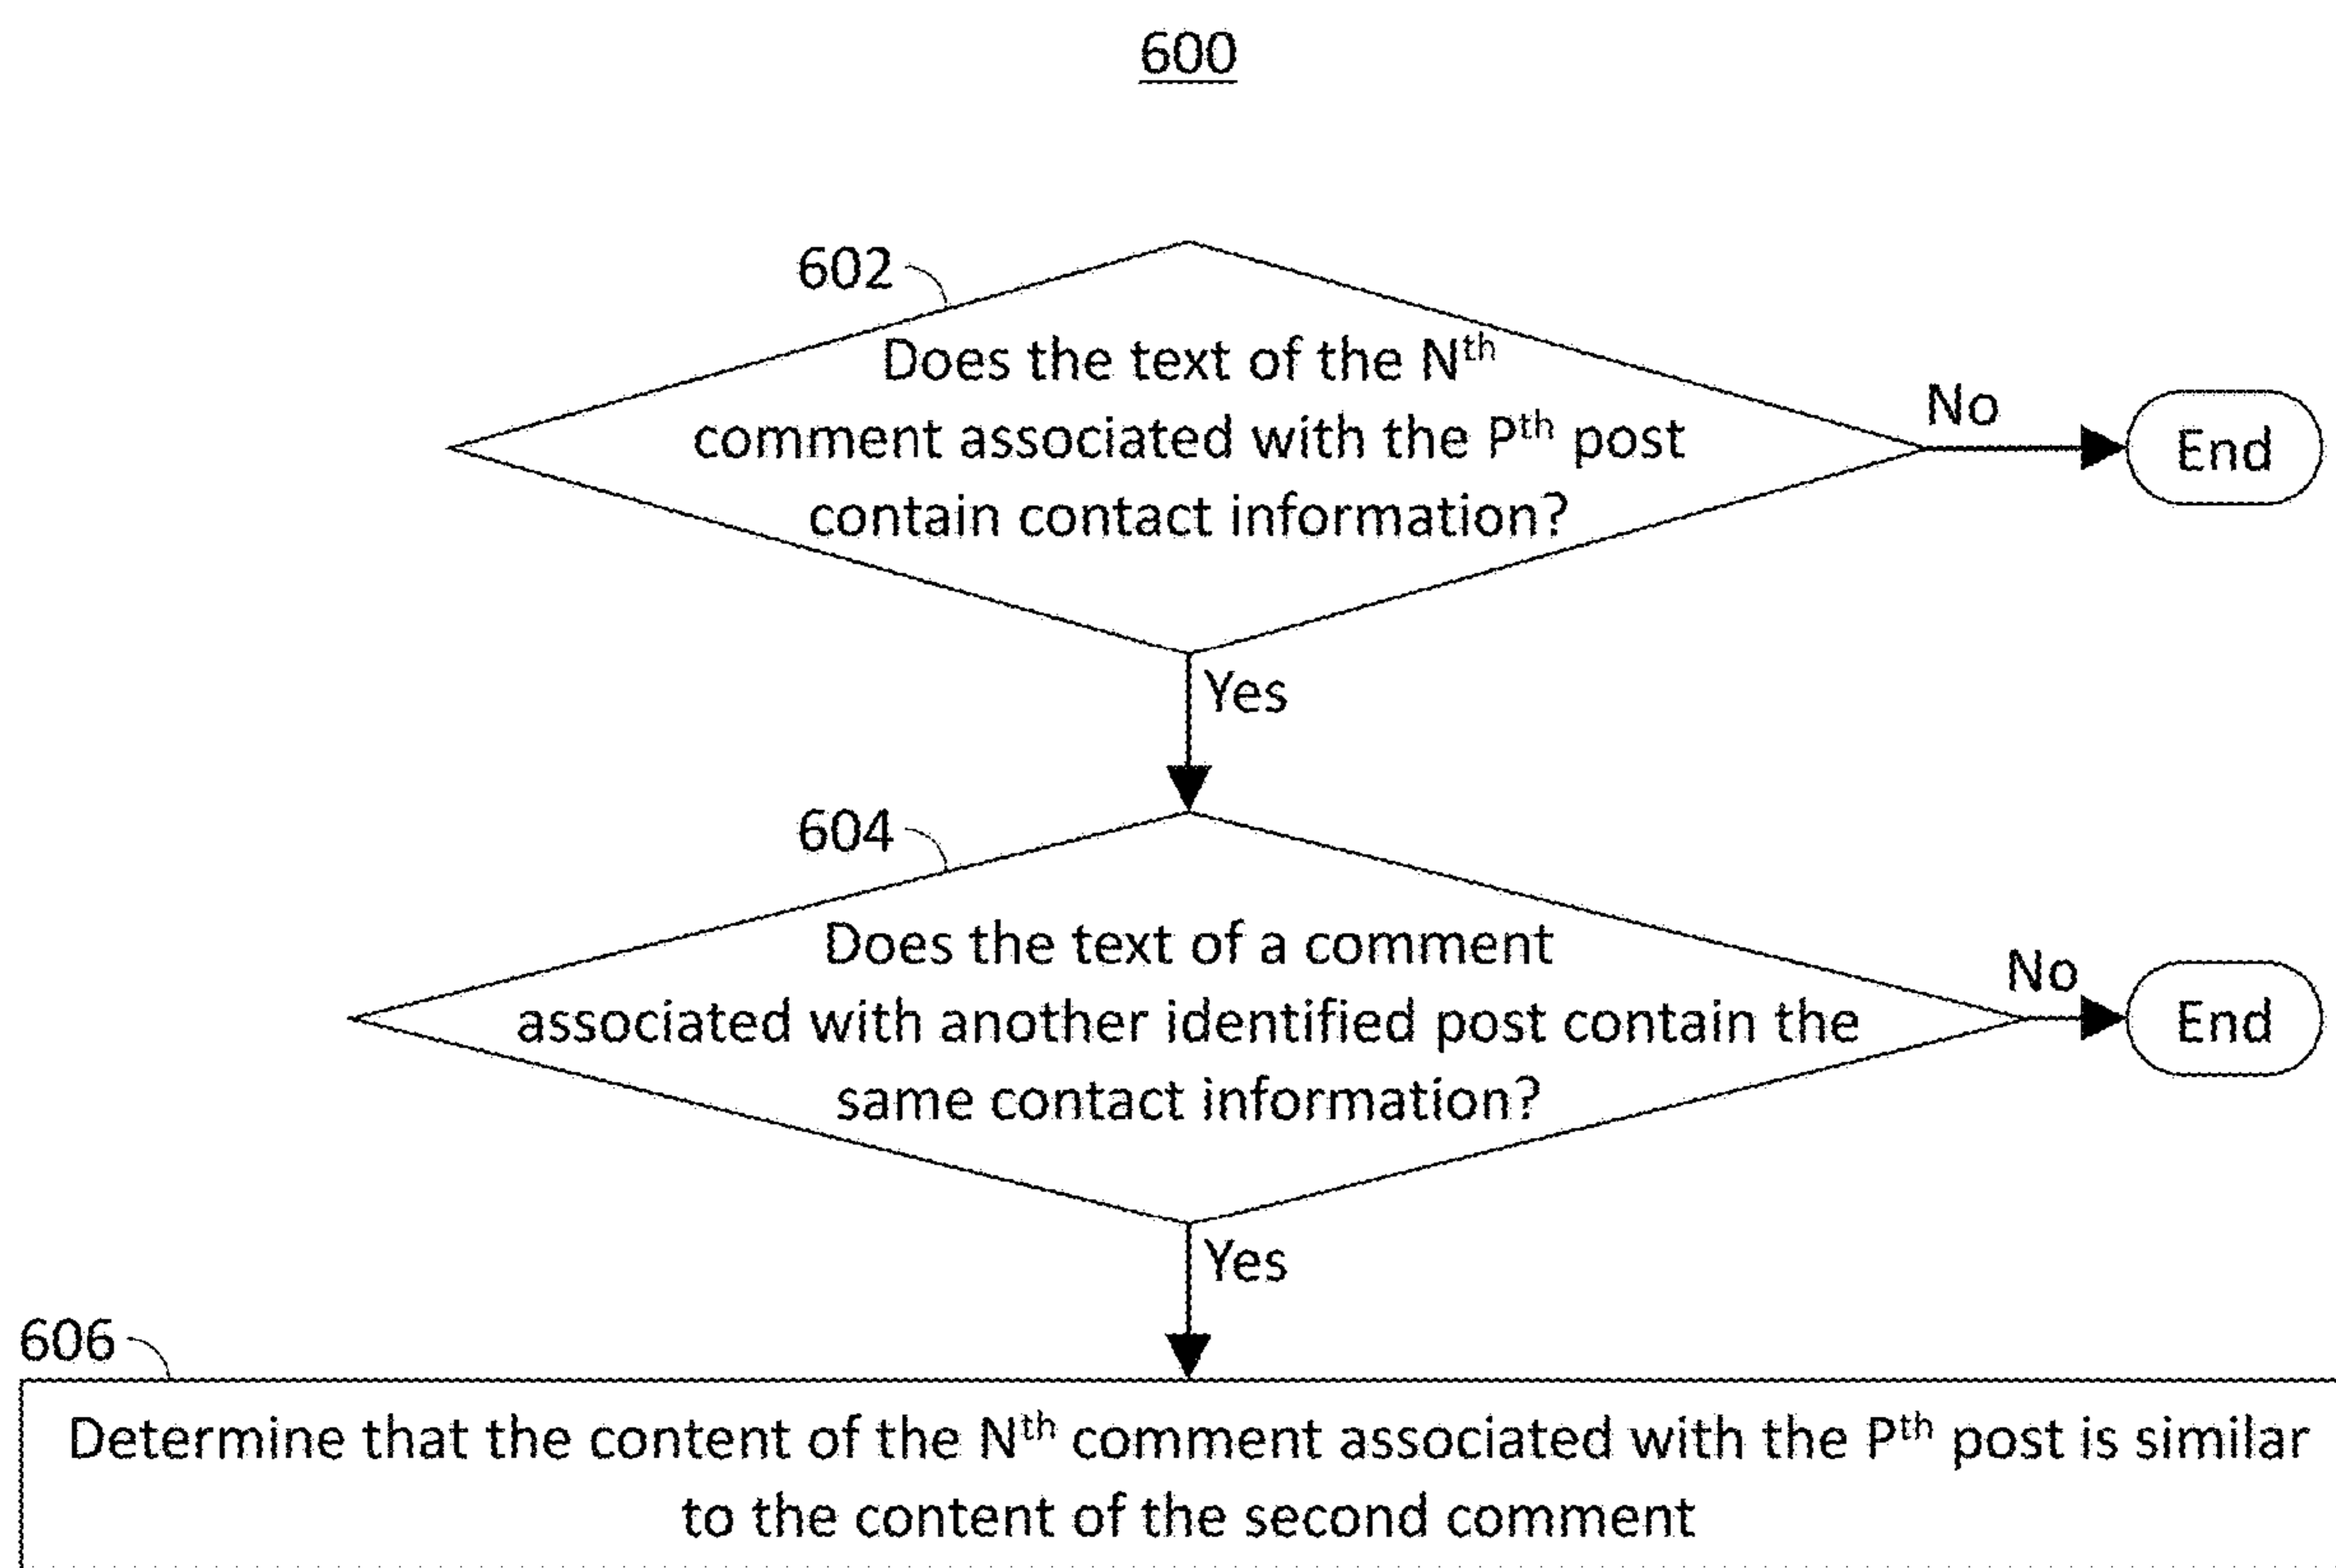 600
602
Does the text of the Nth
comment associated with the Pth post
contain contact information?
No
End
Yes
604
Does the text of a comment
associated with another identified post contain the
same contact information?
No
End
Yes
606
Determine that the content of the Nth comment associated with the Pth post is similar
to the content of the second comment